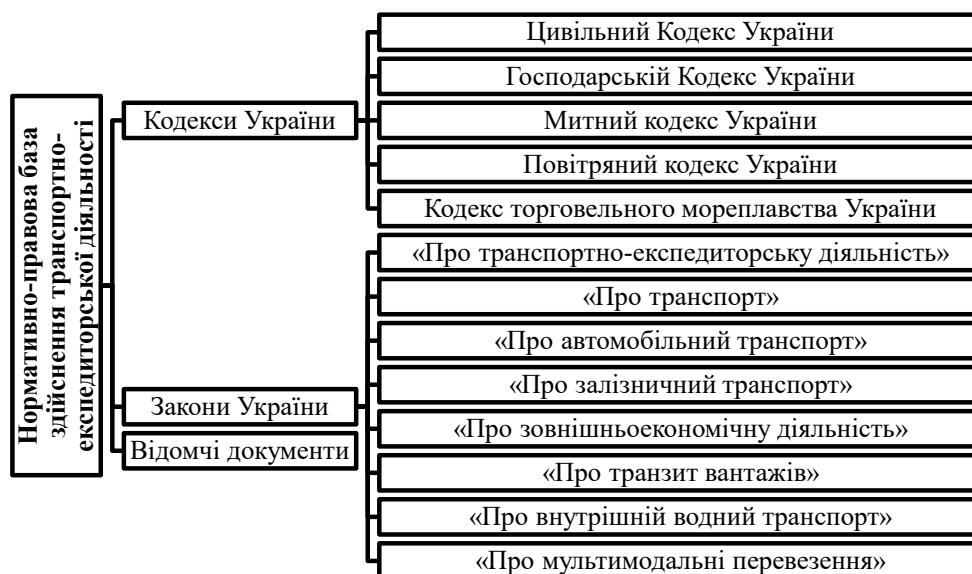 Нормативно-правова база
здійснення транспортно-
експедиторської діяльності
Кодекси України
Цивільний Кодекс України
Господарській Кодекс України
Митний кодекс України
Повітряний кодекс України
Кодекс торговельного мореплавства України
Закони України
«Про транспортно-експедиторську діяльність»
«Про транспорт»
«Про автомобільний транспорт»
«Про залізничний транспорт»
«Про зовнішньоекономічну діяльність»
«Про транзит вантажів»
«Про внутрішній водний транспорт»
«Про мультимодальні перевезення»
Відомчі документи